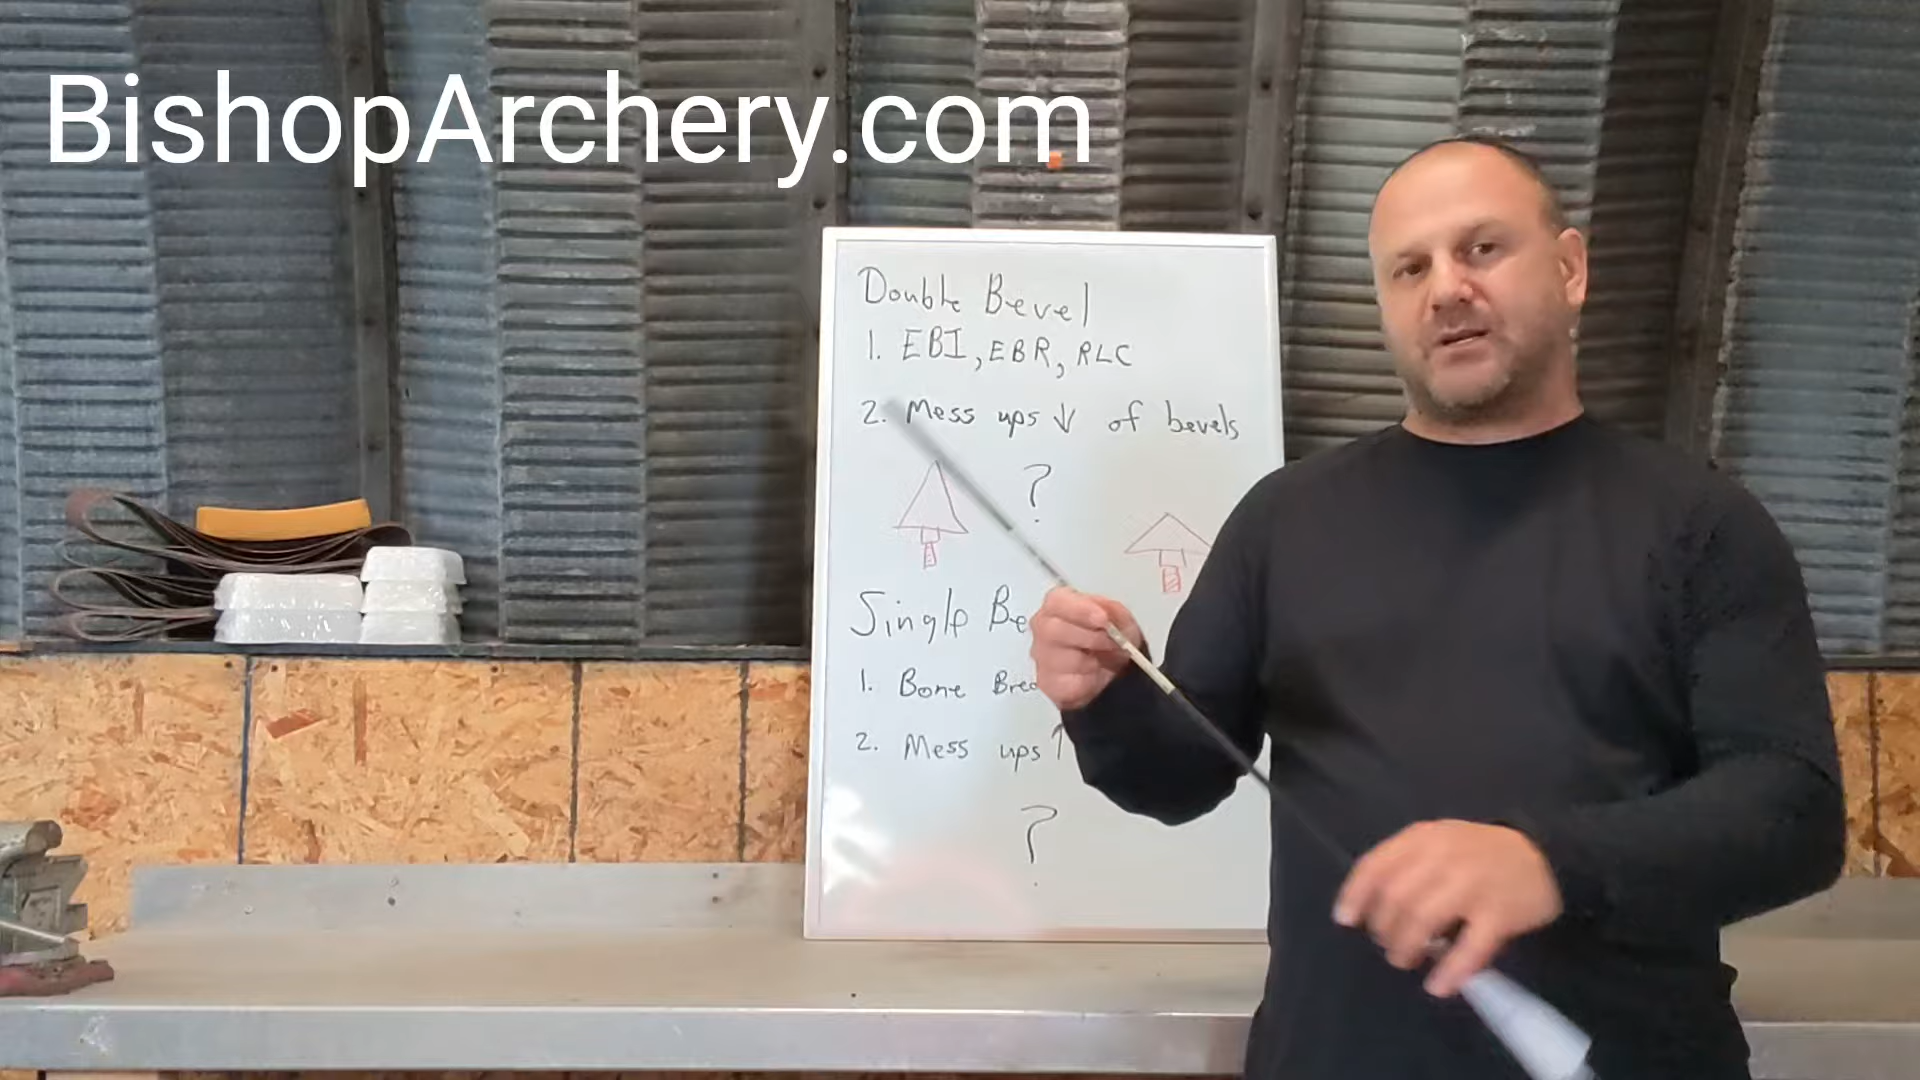 BishopArchery.com
Double Bevel
1. EBI, EBR, RLC
2. Mess ups ↓ of bevels
?
Single Be
1. Bone Brea
2. Mess ups ↑
?